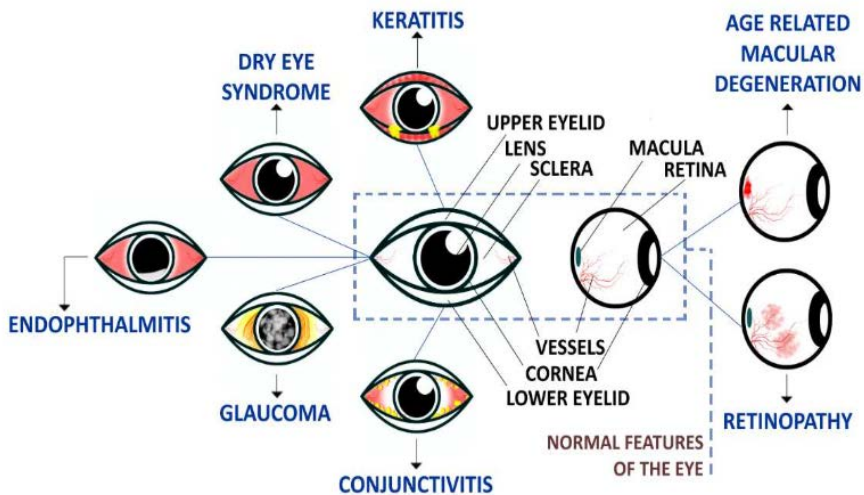 KERATITIS
AGE RELATED
MACULAR
DEGENERATION
DRY EYE
SYNDROME
UPPER EYELID
LENS
SCLERA
MACULA
RETINA
ENDOPHTHALMITIS
GLAUCOMA
VESSELS
CORNEA
LOWER EYELID
RETINOPATHY
NORMAL FEATURES
OF THE EYE
CONJUNCTIVITIS